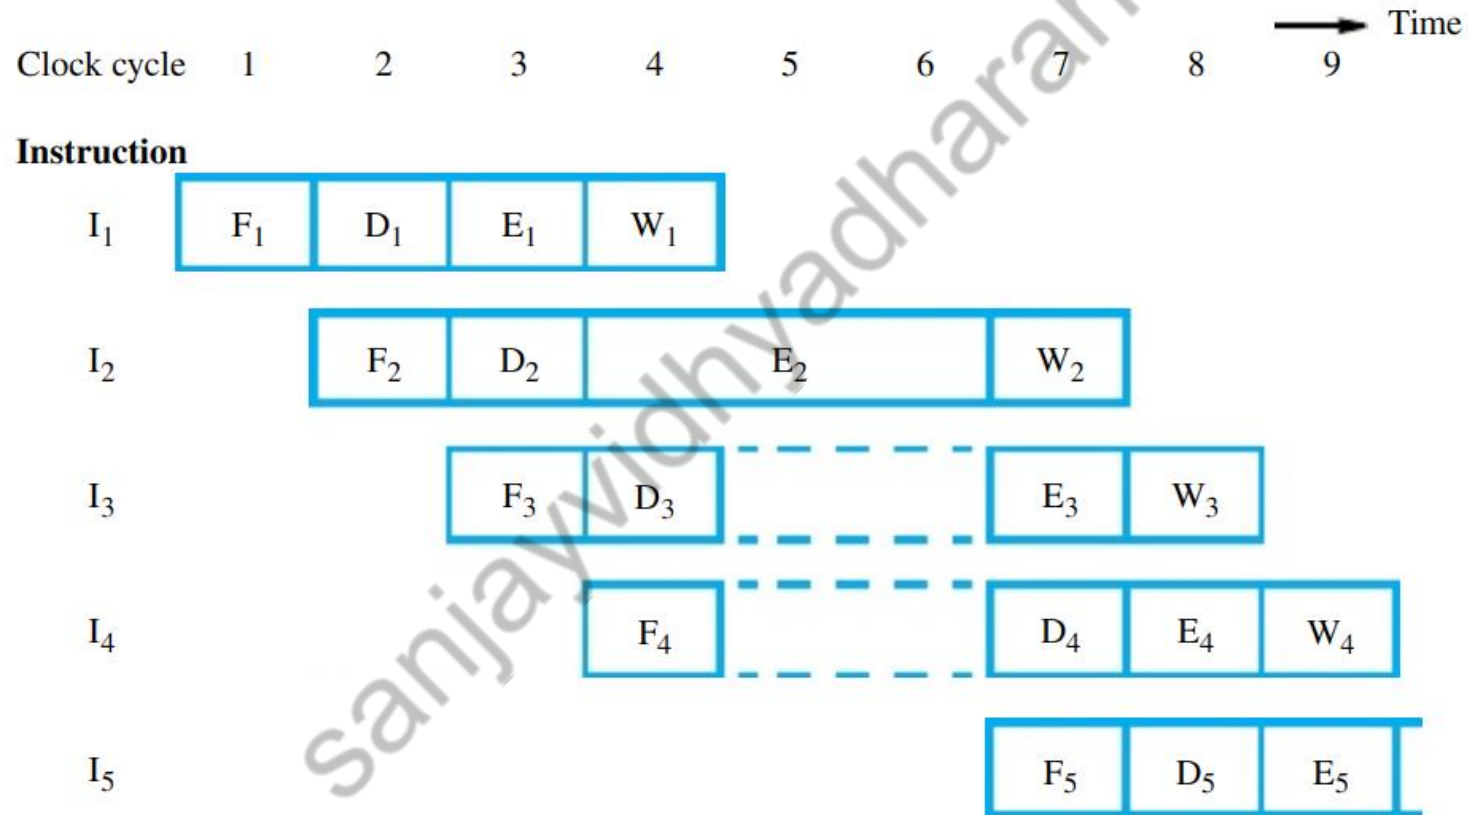 Time
Clock cycle 1 2 3 4 5 6 7 8 9
Instruction
I1 F1 D1 E1 W1
I2 F2 D2 E2 W2
I3 F3 D3 E3 W3
I4 F4 D4 E4 W4
I5 F5 D5 E5
sanjayvidhyadharan